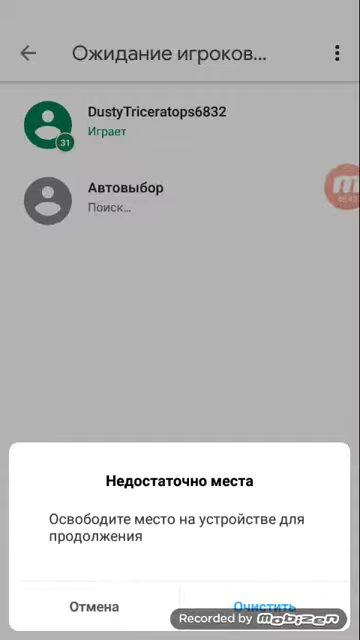 Ожидание игроков...
DustyTriceratops6832
Играет
31
Автовыбор
Поиск...
Недостаточно места
Освободите место на устройстве для
продолжения
Отмена
Очистить
Recorded by mobizen